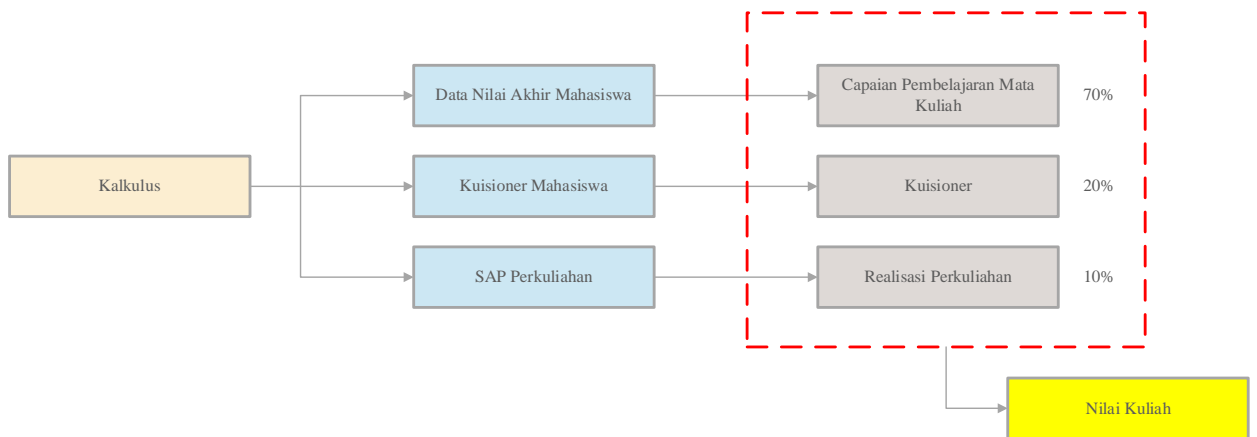 Data Nilai Akhir Mahasiswa
Capaian Pembelajaran Mata
Kuliah
70%
Kalkulus
Kuisioner Mahasiswa
Kuisioner
20%
SAP Perkuliahan
Realisasi Perkuliahan
10%
Nilai Kuliah